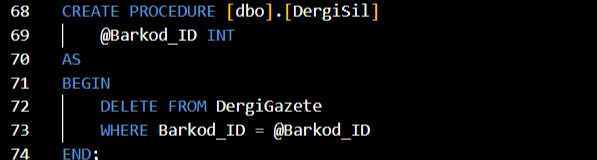 68 CREATE PROCEDURE [dbo].[DergiSil]
69 @Barkod_ID INT
70 AS
71 BEGIN
72 DELETE FROM DergiGazete
73 WHERE Barkod_ID = @Barkod_ID
74 END;